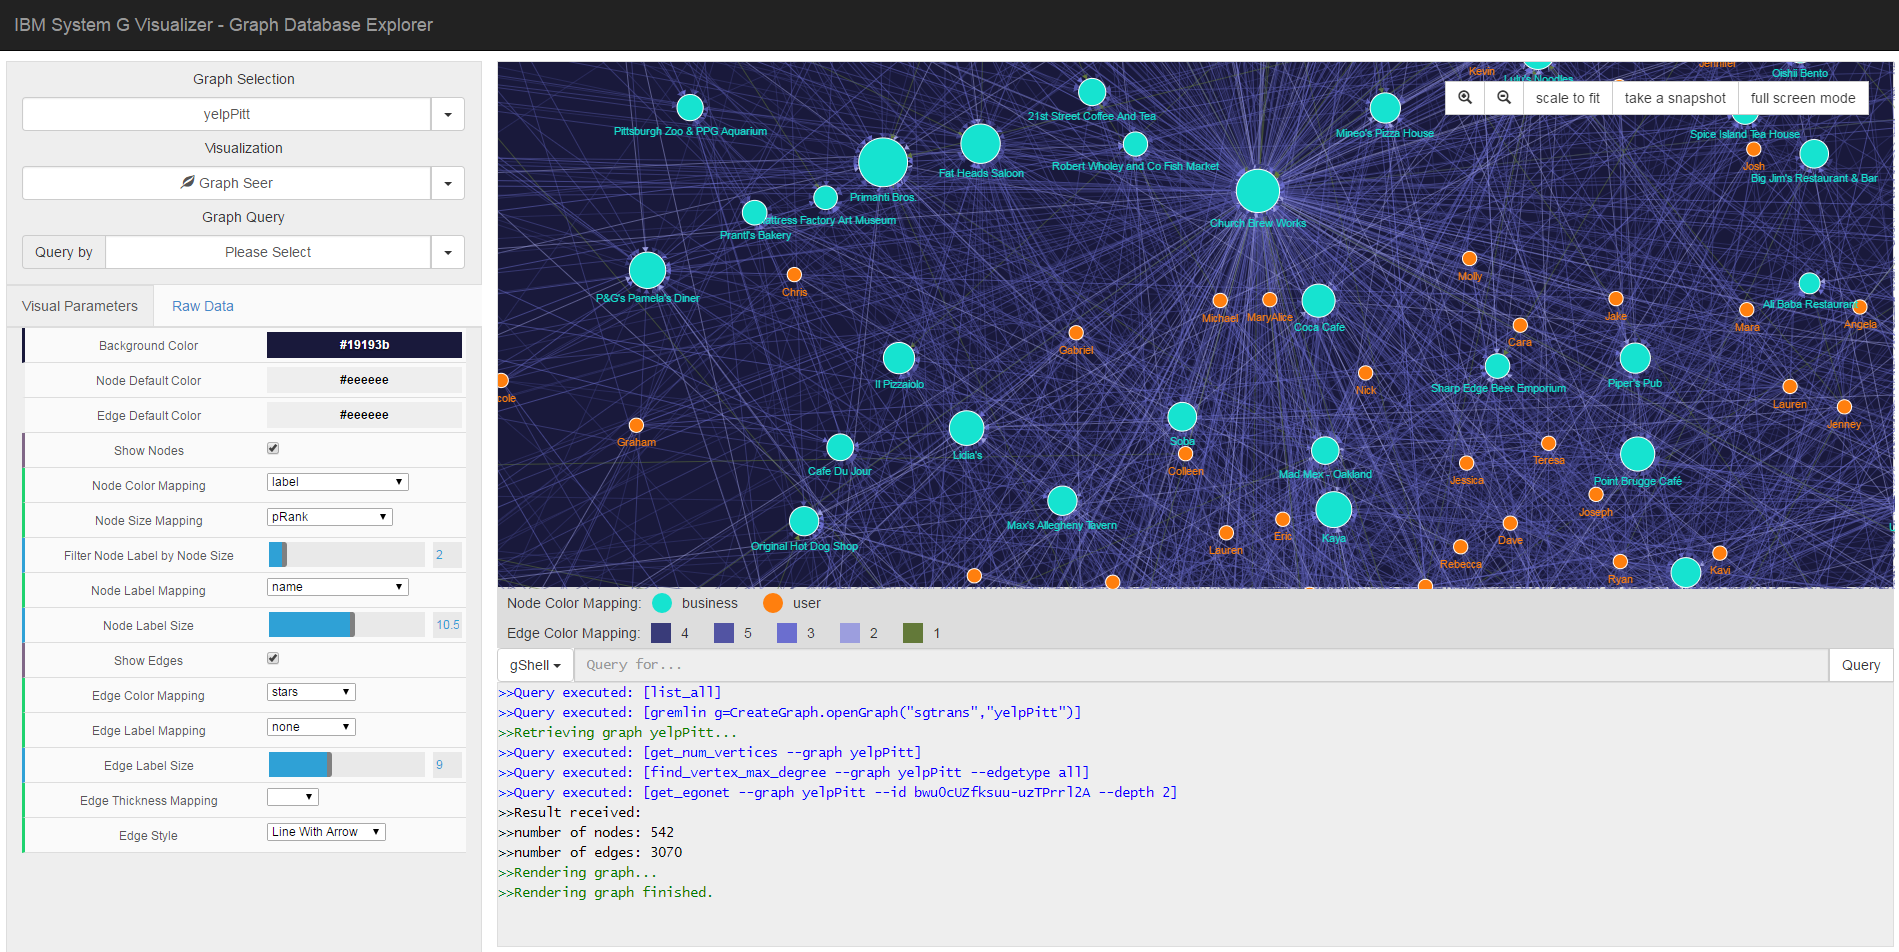 IBM System G Visualizer - Graph Database Explorer
Graph Selection
yelpPitt
Visualization
Graph Seer
Graph Query
Query by
Please Select
Visual Parameters
Raw Data
Background Color
#19193b
Node Default Color
#eeeeee
Edge Default Color
#eeeeee
Show Nodes
Node Color Mapping
label
Node Size Mapping
pRank
Filter Node Label by Node Size
2
Node Label Mapping
name
Node Label Size
10.5
Show Edges
Edge Color Mapping
stars
Edge Label Mapping
none
Edge Label Size
9
Edge Thickness Mapping
Edge Style
Line With Arrow
scale to fit
take a snapshot
full screen mode
Kevin
Lulu's Noodles
Jennifer
Oishii Bento
Pittsburgh Zoo & PPG Aquarium
21st Street Coffee And Tea
Mineo's Pizza House
Spice Island Tea House
Robert Wholey and Co Fish Market
Fat Heads Saloon
Josh
Big Jim's Restaurant & Bar
Primanti Bros.
Mattress Factory Art Museum
Prantl's Bakery
Church Brew Works
P&G's Pamela's Diner
Chris
Molly
Michael
MaryAlice
Coca Café
Jake
Mara
Ali Baba Restaurant
Angela
Gabriel
Cara
Il Pizzaiolo
Nick
Sharp Edge Beer Emporium
Piper's Pub
cole
Lauren
Jenney
Graham
Soba
Lidia's
Cafe Du Jour
Colleen
Mad Mex - Oakland
Teresa
Jessica
Point Brugge Café
Joseph
Max's Allegheny Tavern
Original Hot Dog Shop
Lauren
Eric
Kaya
Dave
Rebecca
Ryan
Kavi
Node Color Mapping:
business
user
Edge Color Mapping:
4
5
3
2
1
gShell
Query for...
Query
>>Query executed: [list_all]
>>Query executed: [gremlin g=CreateGraph.openGraph("sgtrans","yelpPitt")]
>>Retrieving graph yelpPitt...
>>Query executed: [get_num_vertices --graph yelpPitt]
>>Query executed: [find_vertex_max_degree --graph yelpPitt --edgetype all]
>>Query executed: [get_egonet --graph yelpPitt --id bwu0cUZfksuu-uzTPrrl2A --depth 2]
>>Result received:
>>number of nodes: 542
>>number of edges: 3070
>>Rendering graph...
>>Rendering graph finished.